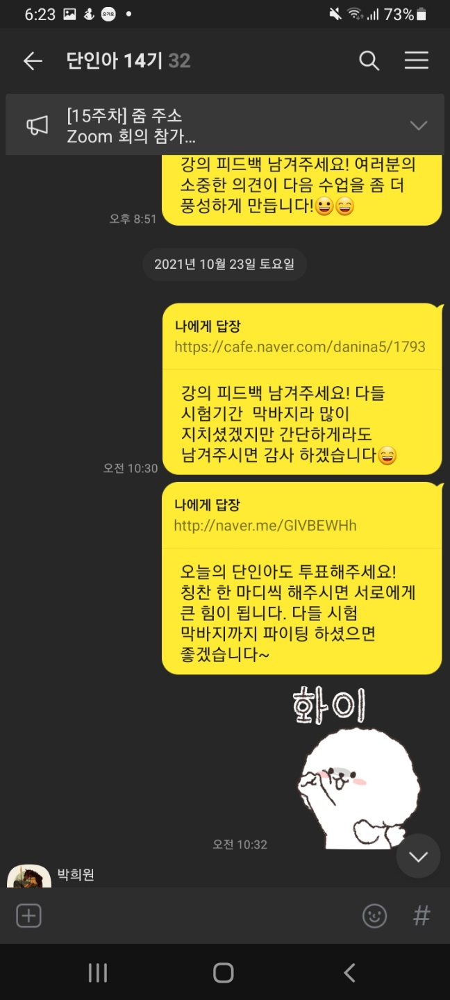 6:23
요기요
73%
단인아 14기 32
[15주차] 줌 주소
Zoom 회의 참가...
강의 피드백 남겨주세요! 여러분의
소중한 의견이 다음 수업을 좀 더
풍성하게 만듭니다!😀😄
오후 8:51
2021년 10월 23일 토요일
나에게 답장
https://cafe.naver.com/danina5/1793
강의 피드백 남겨주세요! 다들
시험기간  막바지라 많이
지치셨겠지만 간단하게라도
남겨주시면 감사 하겠습니다😄
오전 10:30
나에게 답장
http://naver.me/GlVBEWHh
오늘의 단인아도 투표해주세요!
칭찬 한 마디씩 해주시면 서로에게
큰 힘이 됩니다. 다들 시험
막바지까지 파이팅 하셨으면
좋겠습니다~
화이
오전 10:32
박희원
#